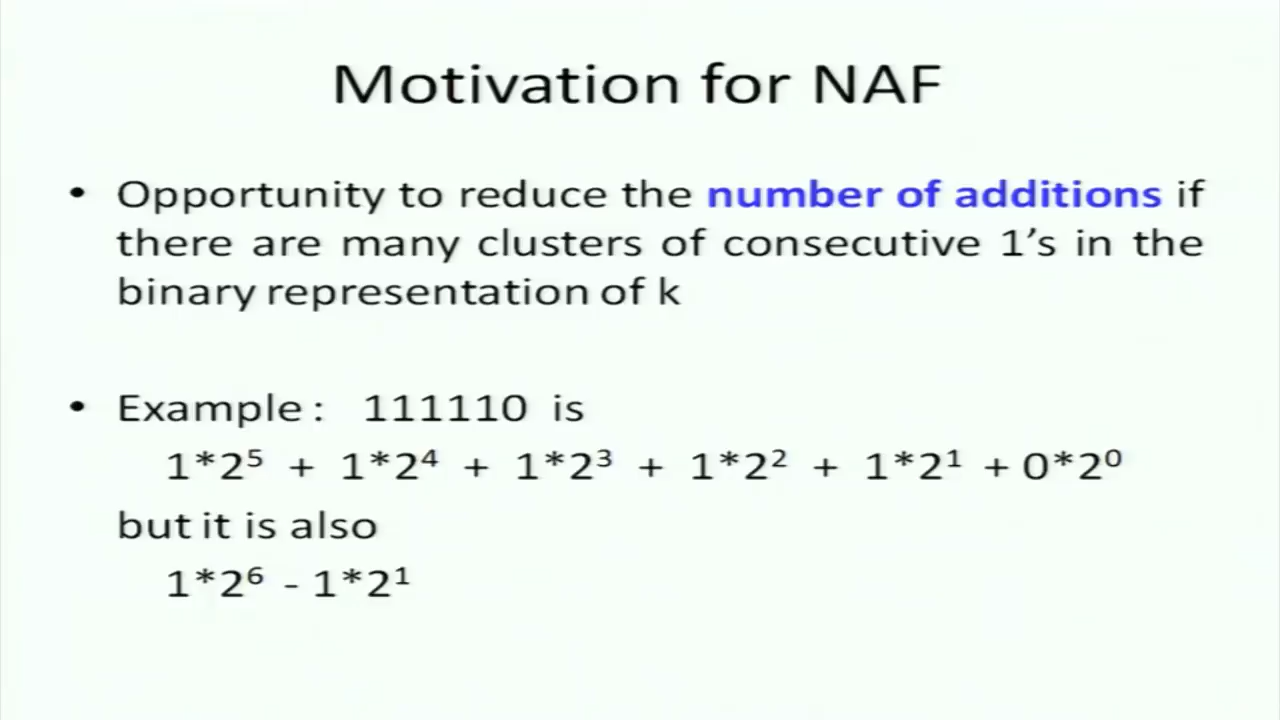 Motivation for NAF
• Opportunity to reduce the number of additions if
there are many clusters of consecutive 1's in the
binary representation of k
• Example: 111110 is
1*2⁵ + 1*2⁴ + 1*2³ + 1*2² + 1*2¹ + 0*2⁰
but it is also
1*2⁶ - 1*2¹